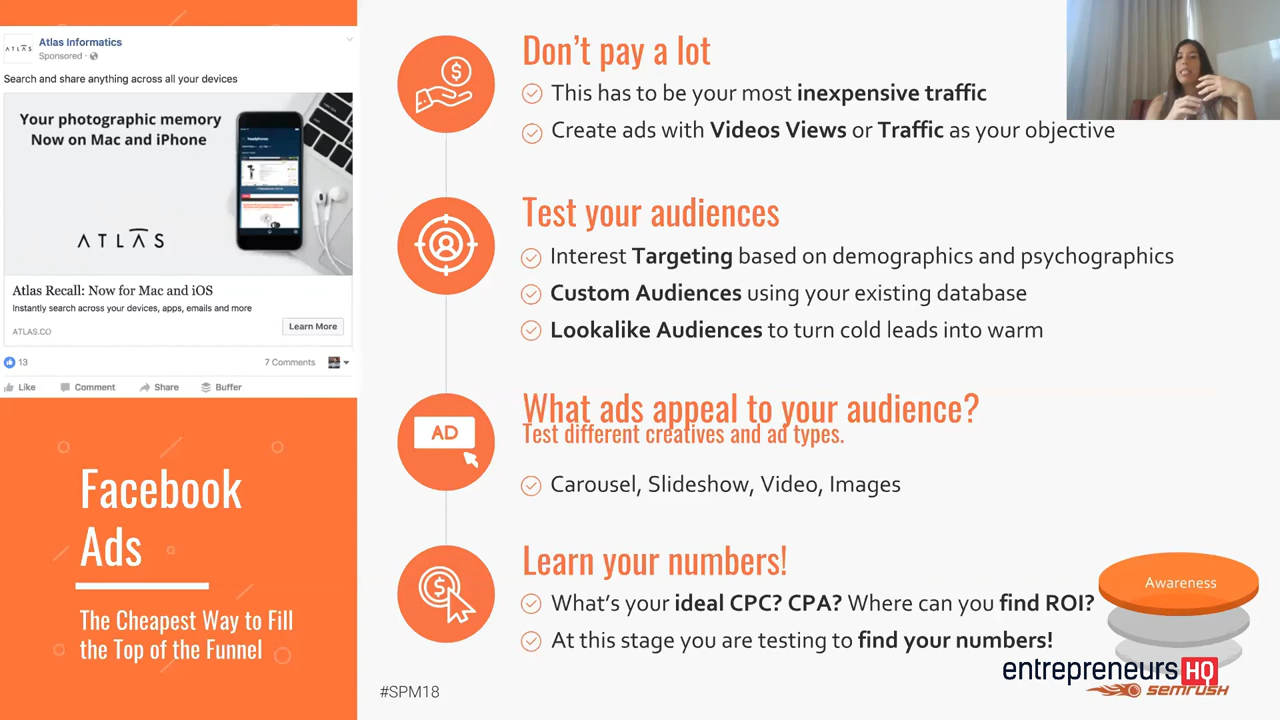 ATLAS
Atlas Informatics
Sponsored ·
Search and share anything across all your devices
Your photographic memory
Now on Mac and iPhone
ATLAS
Atlas Recall: Now for Mac and iOS
Instantly search across your devices, apps, emails and more
ATLAS.CO
Learn More
13
7 Comments
Like
Comment
Share
Buffer
Facebook
Ads
The Cheapest Way to Fill
the Top of the Funnel
Don't pay a lot
This has to be your most inexpensive traffic
Create ads with Videos Views or Traffic as your objective
Test your audiences
Interest Targeting based on demographics and psychographics
Custom Audiences using your existing database
Lookalike Audiences to turn cold leads into warm
AD
What ads appeal to your audience?
Test different creatives and ad types.
Carousel, Slideshow, Video, Images
Learn your numbers!
What's your ideal CPC? CPA? Where can you find ROI?
At this stage you are testing to find your numbers!
Awareness
#SPM18
entrepreneurs HQ
semrush